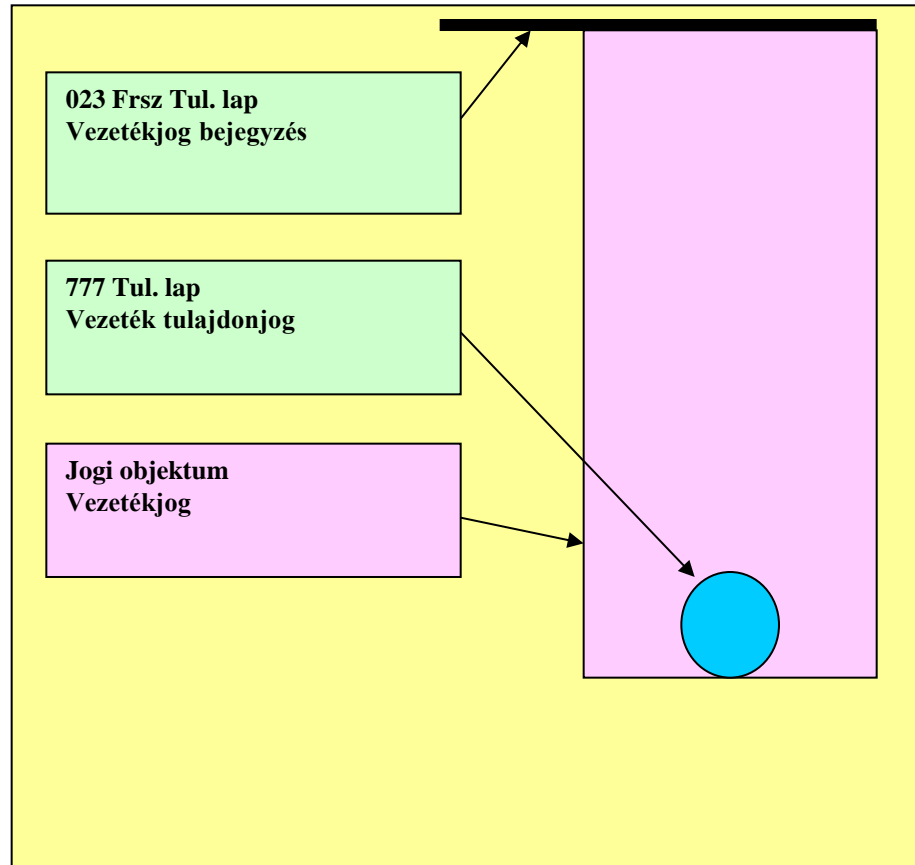 023 Frsz Tul. lap
Vezetékjog bejegyzés
777 Tul. lap
Vezeték tulajdonjog
Jogi objektum
Vezetékjog